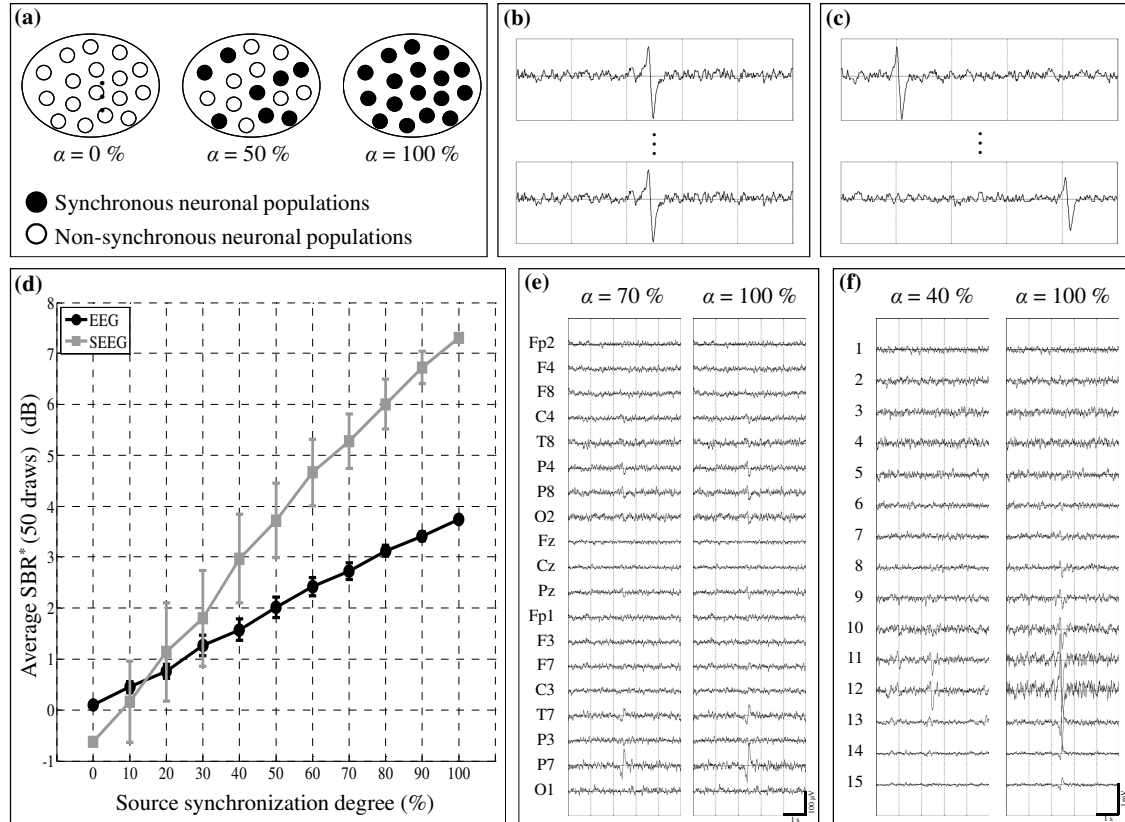 (a)
α = 0 % α = 50 % α = 100 %
Synchronous neuronal populations
Non-synchronous neuronal populations
(b)
(c)
(d)
Average SBR* (50 draws) (dB)
8
7
6
5
4
3
2
1
0
-1
EEG
SEEG
0 10 20 30 40 50 60 70 80 90 100
Source synchronization degree (%)
(e)
α = 70 % α = 100 %
Fp2
F4
F8
C4
T8
P4
P8
O2
Fz
Cz
Pz
Fp1
F3
F7
C3
T7
P3
P7
O1
1 s
100 μV
(f)
α = 40 % α = 100 %
1
2
3
4
5
6
7
8
9
10
11
12
13
14
15
1 s
1 mV